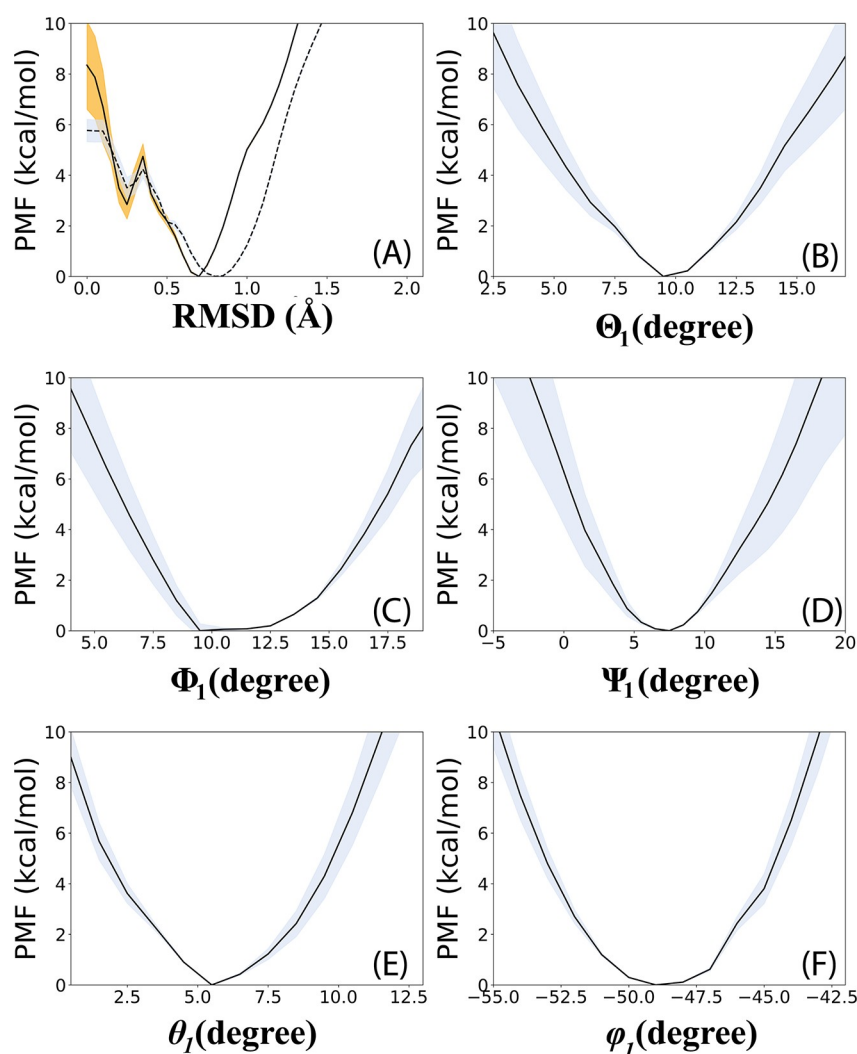 10 8 6 4 2 0
PMF (kcal/mol)
0.0 0.5 1.0 1.5 2.0
RMSD (Å)
(A)
10 8 6 4 2 0
PMF (kcal/mol)
2.5 5.0 7.5 10.0 12.5 15.0
Θ1(degree)
(B)
10 8 6 4 2 0
PMF (kcal/mol)
5.0 7.5 10.0 12.5 15.0 17.5
Φ1(degree)
(C)
10 8 6 4 2 0
PMF (kcal/mol)
−5 0 5 10 15 20
Ψ1(degree)
(D)
10 8 6 4 2 0
PMF (kcal/mol)
2.5 5.0 7.5 10.0 12.5
θ1(degree)
(E)
10 8 6 4 2 0
PMF (kcal/mol)
−55.0 −52.5 −50.0 −47.5 −45.0 −42.5
φ1(degree)
(F)